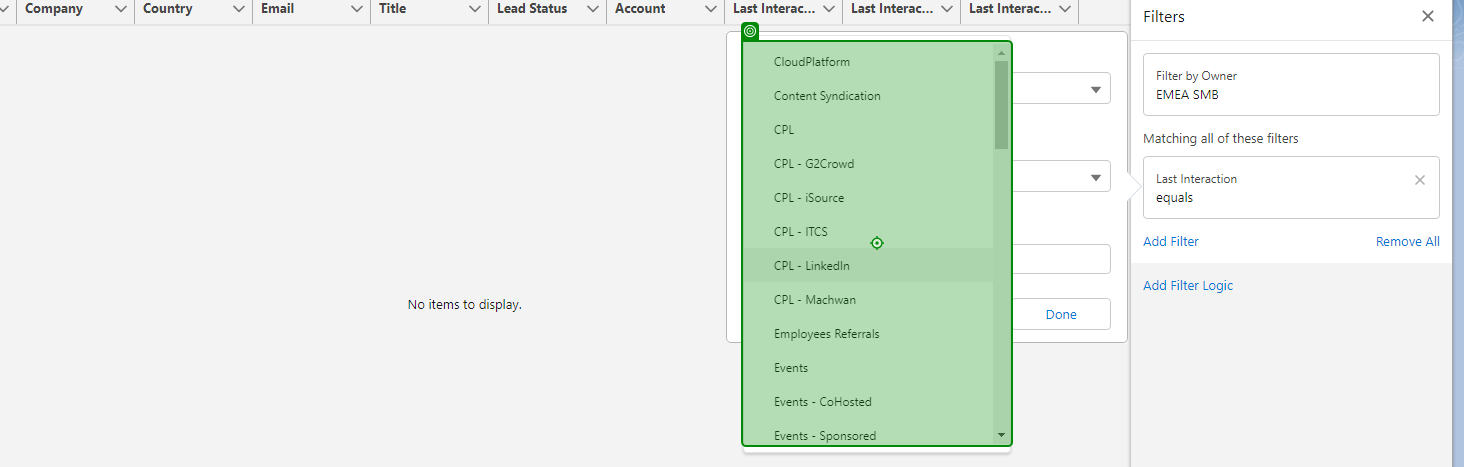 Company
Country
Email
Title
Lead Status
Account
Last Interac...
Last Interac...
Last Interac...
CloudPlatform
Content Syndication
CPL
CPL - G2Crowd
CPL - iSource
CPL - ITCS
CPL - LinkedIn
CPL - Machwan
Employees Referrals
Events
Events - CoHosted
Events - Sponsored
No items to display.
Done
Filters
Filter by Owner
EMEA SMB
Matching all of these filters
Last Interaction
equals
Add Filter
Remove All
Add Filter Logic